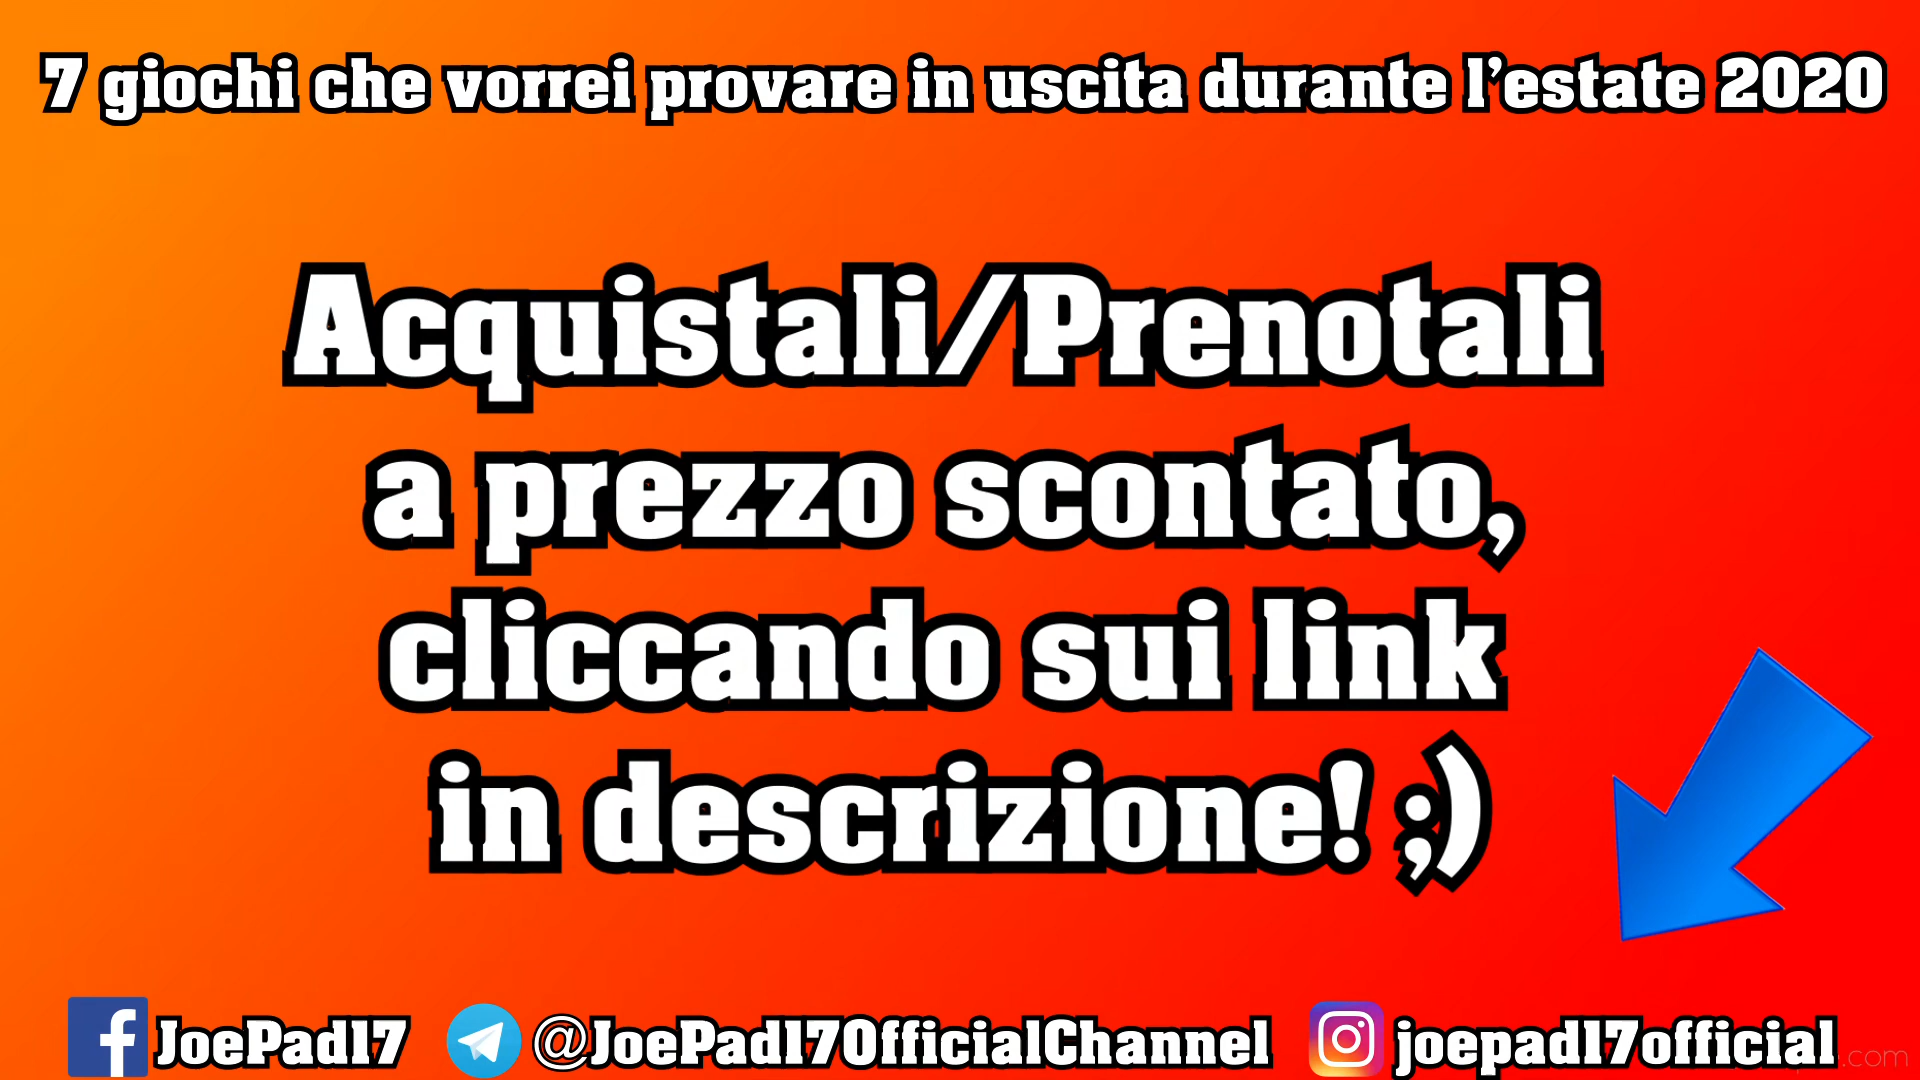 7 giochi che vorrei provare in uscita durante l'estate 2020
Acquistali/Prenotali
a prezzo scontato,
cliccando sui link
in descrizione! ;)
JoePad17 @JoePad17OfficialChannel joepad17official
.com